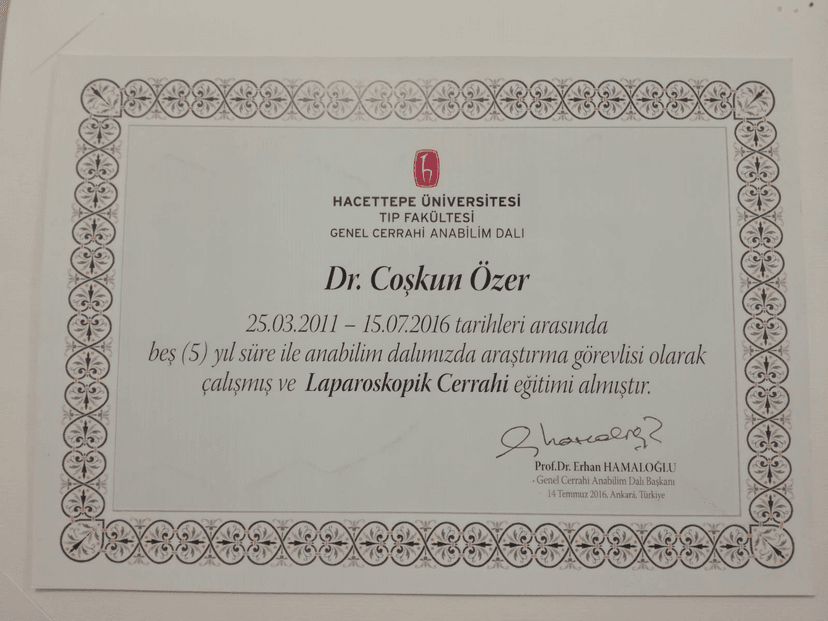 HACETTEPE ÜNİVERSİTESİ
TIP FAKÜLTESİ
GENEL CERRAHİ ANABİLİM DALI
Dr. Coşkun Özer
25.03.2011 – 15.07.2016 tarihleri arasında
beş (5) yıl süre ile anabilim dalımızda araştırma görevlisi olarak
çalışmış ve Laparoskopik Cerrahi eğitimi almıştır.
Prof.Dr. Erhan HAMALOĞLU
Genel Cerrahi Anabilim Dalı Başkanı
14 Temmuz 2016, Ankara, Türkiye